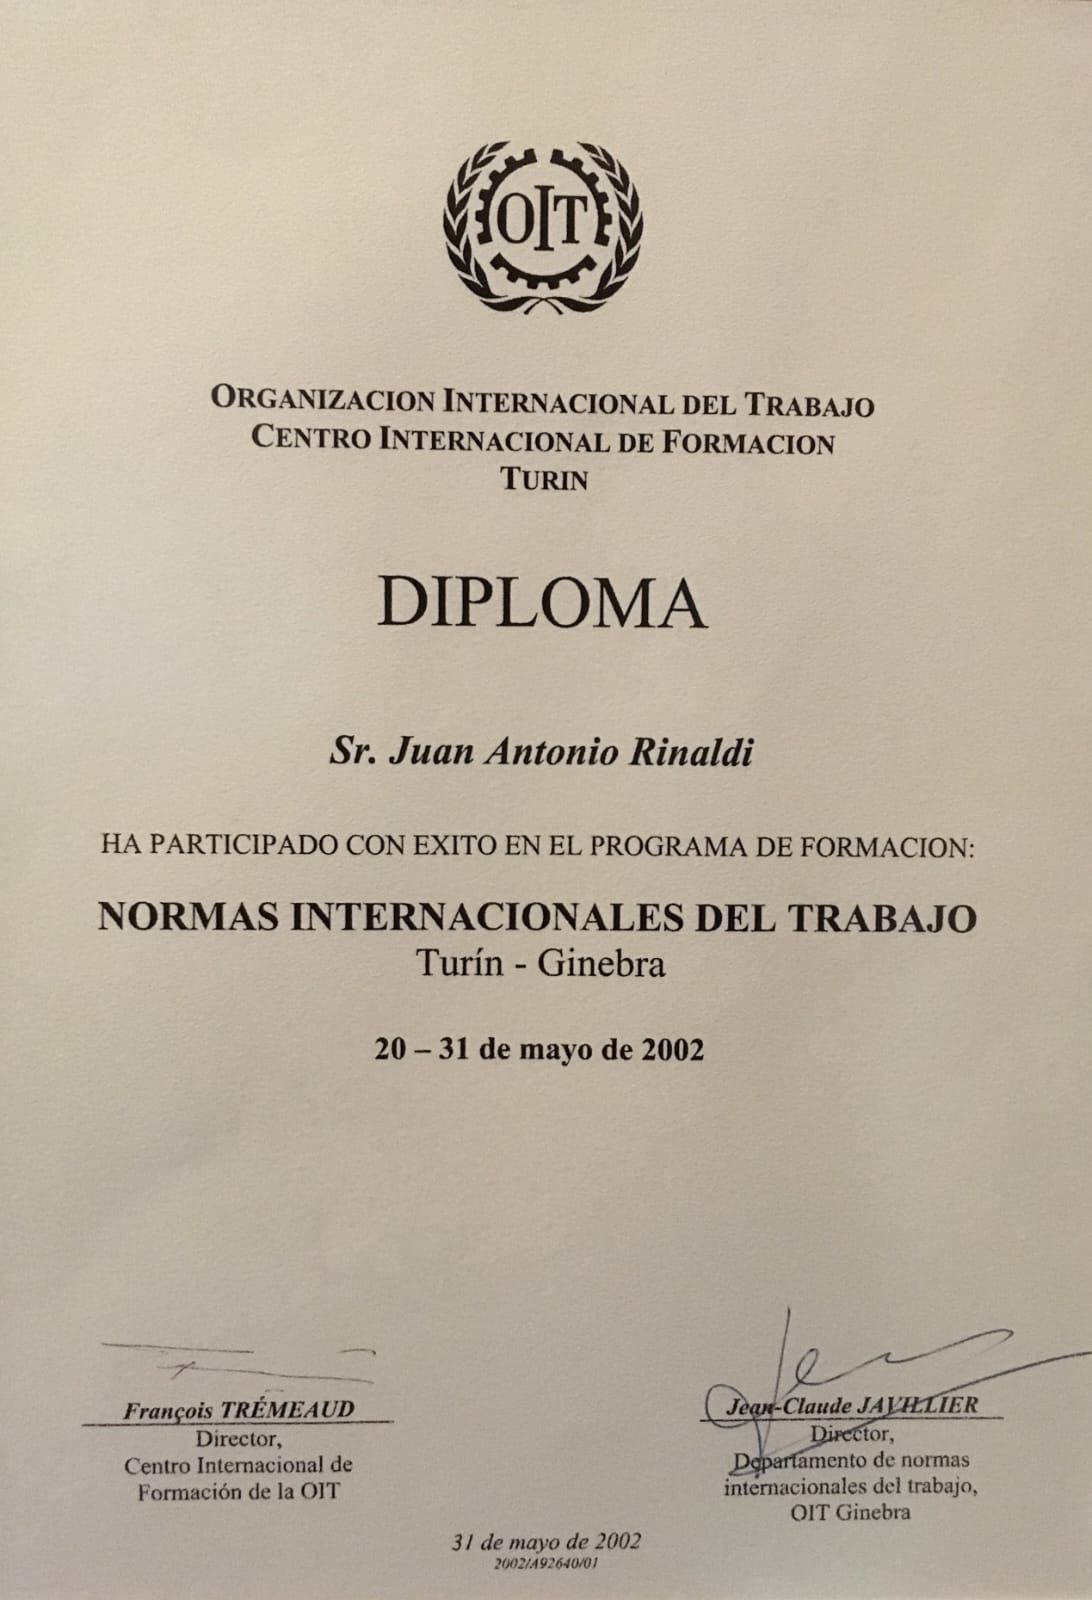 OIT
ORGANIZACION INTERNACIONAL DEL TRABAJO
CENTRO INTERNACIONAL DE FORMACION
TURIN
DIPLOMA
Sr. Juan Antonio Rinaldi
HA PARTICIPADO CON EXITO EN EL PROGRAMA DE FORMACION:
NORMAS INTERNACIONALES DEL TRABAJO
Turín - Ginebra
20 – 31 de mayo de 2002
François TRÉMEAUD
Director,
Centro Internacional de
Formación de la OIT
Jean-Claude JAVILLIER
Director,
Departamento de normas
internacionales del trabajo,
OIT Ginebra
31 de mayo de 2002
2002/A92640/01